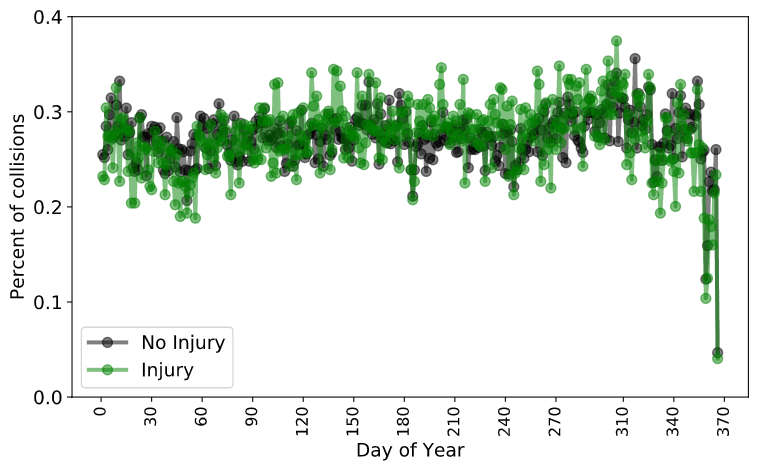 0.4
0.3
0.2
0.1
0.0
Percent of collisions
No Injury
Injury
0 30 60 90 120 150 180 210 240 270 310 340 370
Day of Year